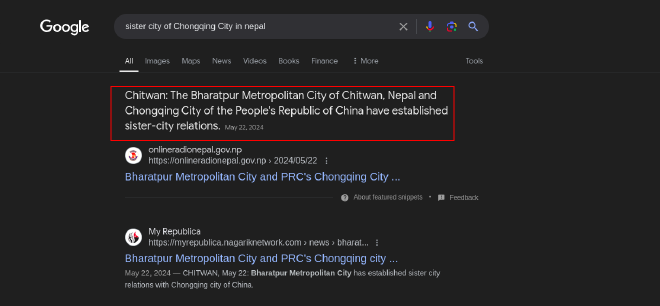 Google
sister city of Chongqing City in nepal
All Images Maps News Videos Books Finance More Tools
Chitwan: The Bharatpur Metropolitan City of Chitwan, Nepal and
Chongqing City of the People's Republic of China have established
sister-city relations. May 22, 2024
onlineradionepal.gov.np
https://onlineradionepal.gov.np › 2024/05/22
Bharatpur Metropolitan City and PRC's Chongqing City ...
About featured snippets • Feedback
My Republica
https://myrepublica.nagariknetwork.com › news › bharat...
Bharatpur Metropolitan City and PRC's Chongqing city ...
May 22, 2024 — CHITWAN, May 22: Bharatpur Metropolitan City has established sister city
relations with Chongqing city of China.